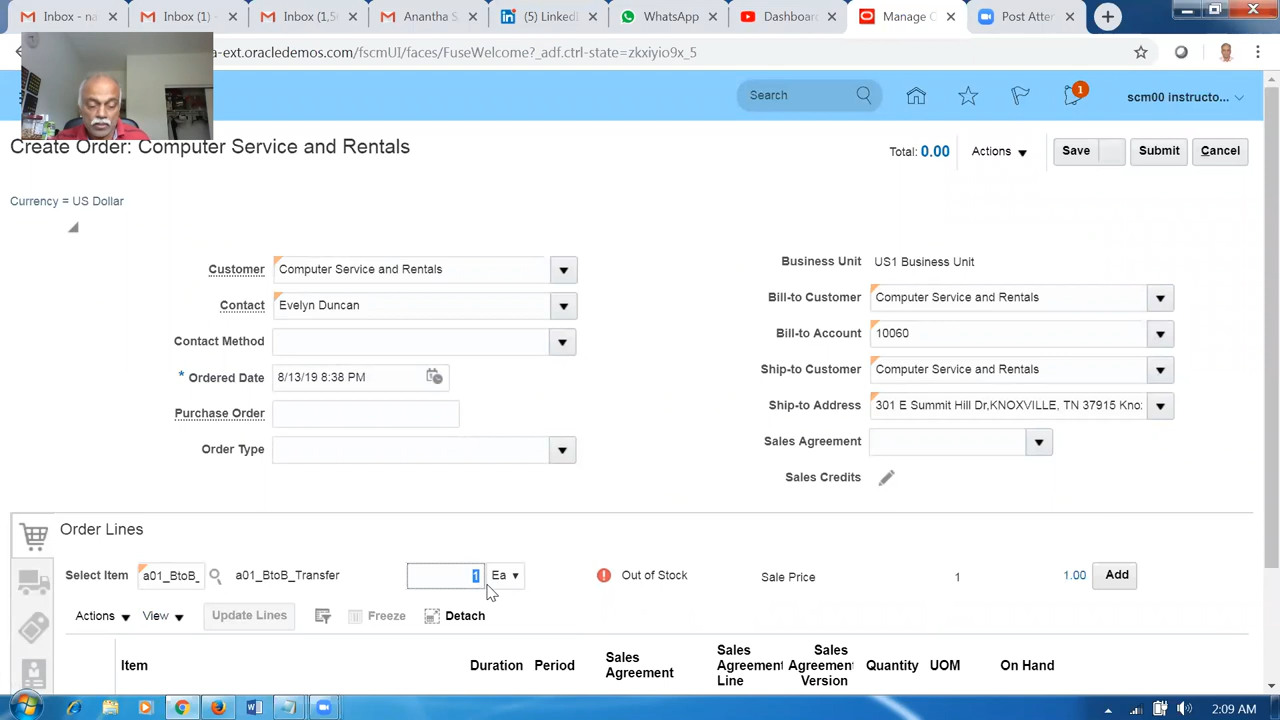 Inbox - na
Inbox (1)
Inbox (1,5
Anantha S
(5) Linkedl
WhatsApp
Dashboar
Manage C
Post Atter
a-ext.oracledemos.com/fscmUI/faces/FuseWelcome?_adf.ctrl-state=zkxiyio9x_5
Search
1
scm00 instructo...
Create Order: Computer Service and Rentals
Total: 0.00
Actions
Save
Submit
Cancel
Currency = US Dollar
Customer
Computer Service and Rentals
Business Unit
US1 Business Unit
Contact
Evelyn Duncan
Bill-to Customer
Computer Service and Rentals
Contact Method
Bill-to Account
10060
* Ordered Date
8/13/19 8:38 PM
Ship-to Customer
Computer Service and Rentals
Purchase Order
Ship-to Address
301 E Summit Hill Dr,KNOXVILLE, TN 37915 Kno
Order Type
Sales Agreement
Sales Credits
Order Lines
Select Item
a01_BtoB_
a01_BtoB_Transfer
1
Ea
Out of Stock
Sale Price
1
1.00
Add
Actions
View
Update Lines
Freeze
Detach
Item
Duration
Period
Sales
Agreement
Sales
Agreement
Line
Sales
Agreement
Version
Quantity
UOM
On Hand
2:09 AM